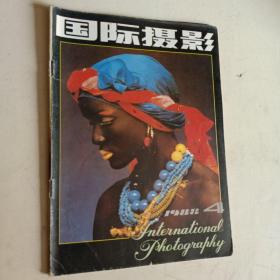 国际摄影
1988 4
International
Photography